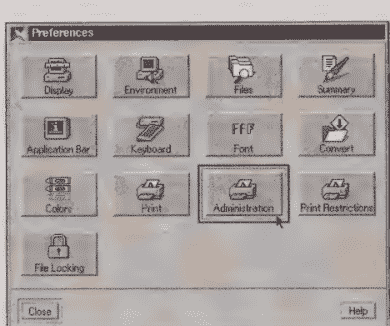 Preferences
Display Environment Files Summary
Application Bar Keyboard FFF Font Convert
Colors Print Administration Print Restrictions
File Locking
Close Help